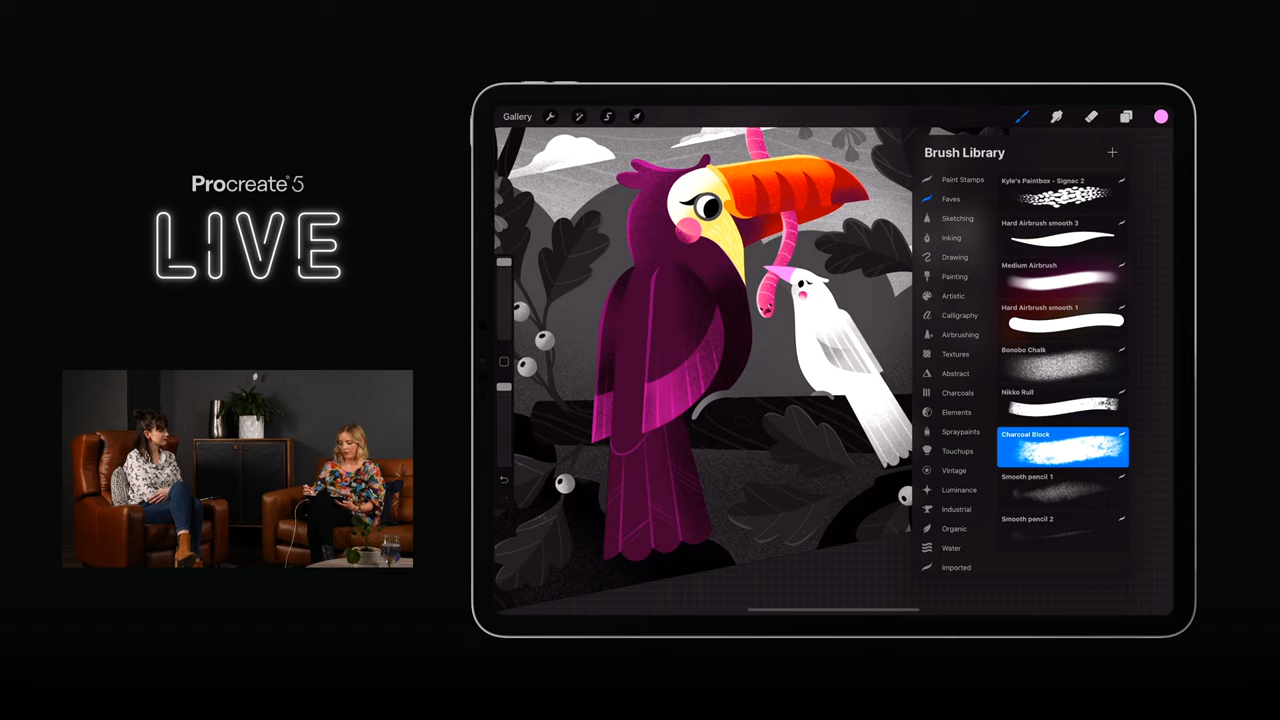 Procreate® 5
LIVE
Gallery
Brush Library
Paint Stamps
Faves
Sketching
Inking
Drawing
Painting
Artistic
Calligraphy
Airbrushing
Textures
Abstract
Charcoals
Elements
Spraypaints
Touchups
Vintage
Luminance
Industrial
Organic
Water
Imported
Kyle's Paintbox - Signac 2
Hard Airbrush smooth 3
Medium Airbrush
Hard Airbrush smooth 1
Bonobo Chalk
Nikko Rull
Charcoal Block
Smooth pencil 1
Smooth pencil 2